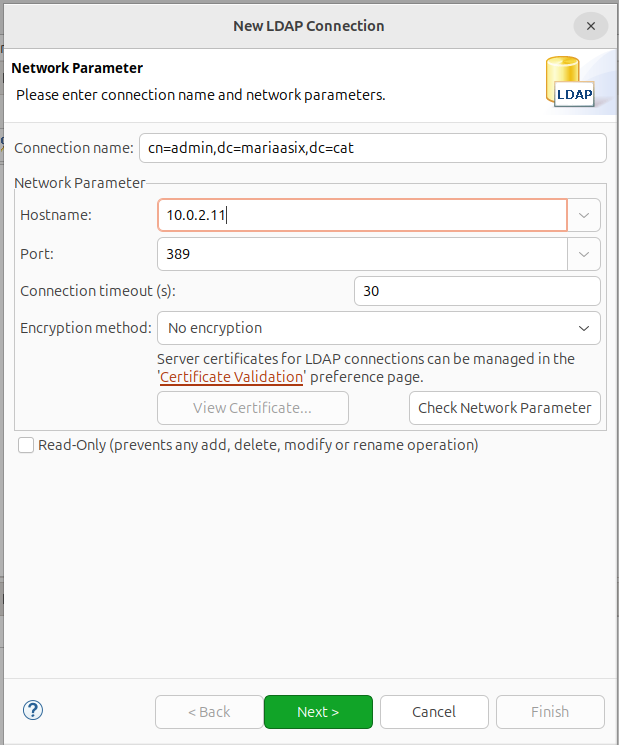 New LDAP Connection
Network Parameter
Please enter connection name and network parameters.
LDAP
Connection name: cn=admin,dc=mariaasix,dc=cat
Network Parameter
Hostname: 10.0.2.11
Port: 389
Connection timeout (s): 30
Encryption method: No encryption
Server certificates for LDAP connections can be managed in the
'Certificate Validation' preference page.
View Certificate... Check Network Parameter
Read-Only (prevents any add, delete, modify or rename operation)
? < Back Next > Cancel Finish